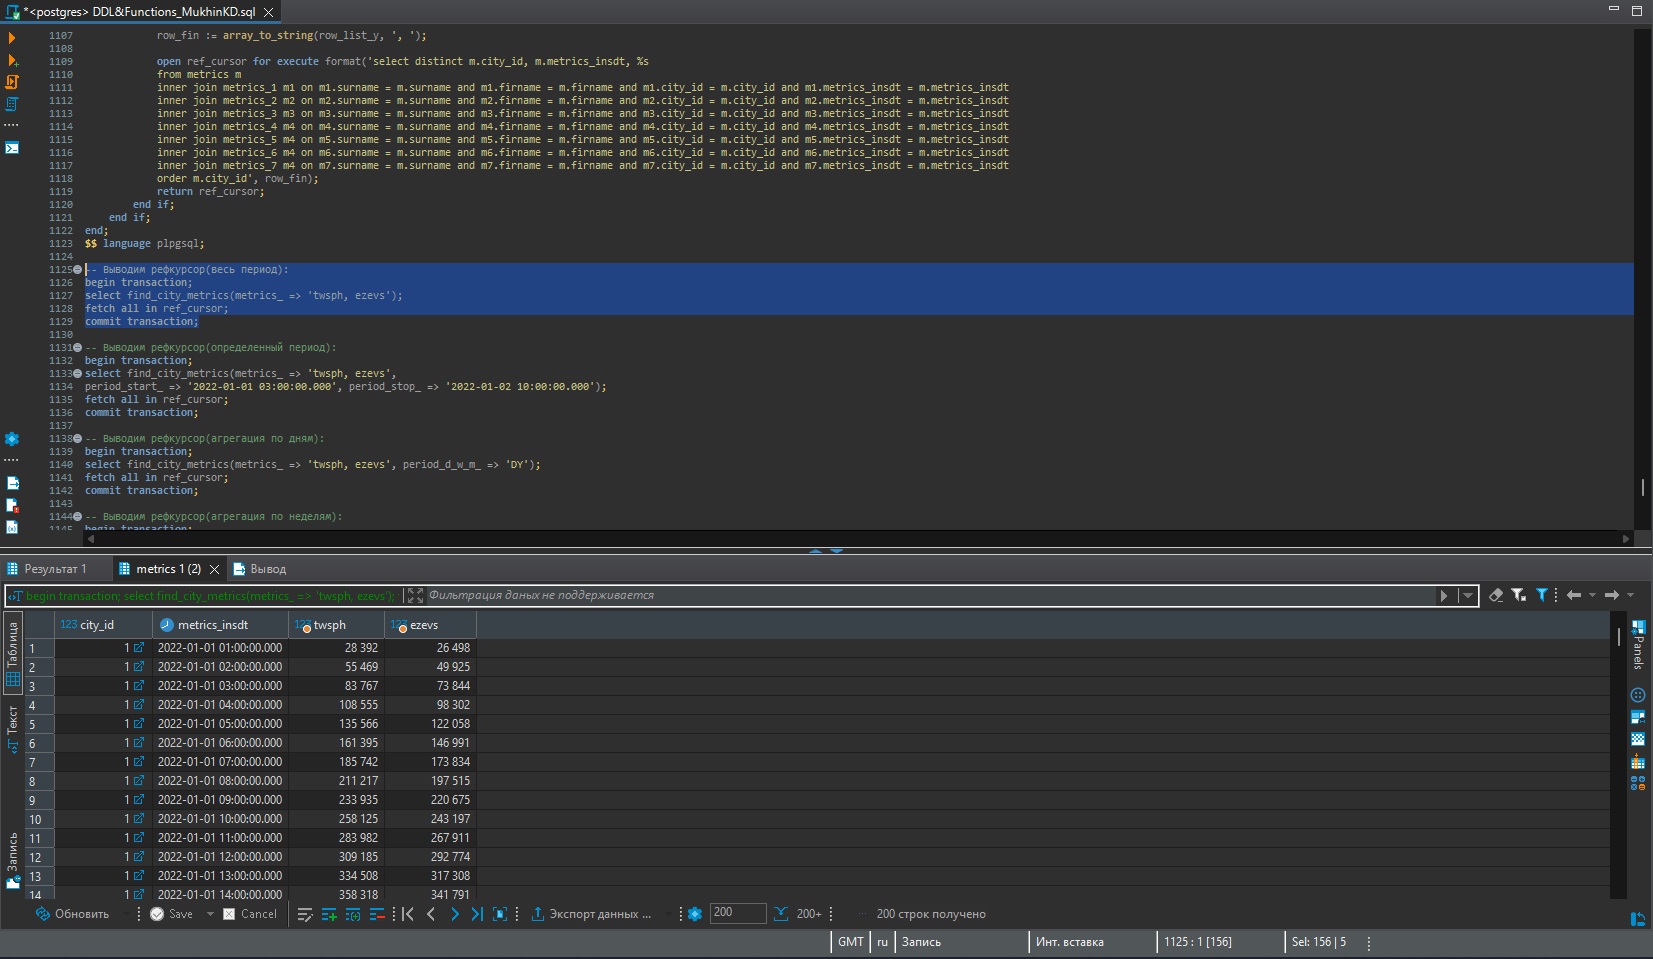 *<postgres> DDL&Functions_MukhinKD.sql
1107 row_fin := array_to_string(row_list_y, ', ');
1108
1109 open ref_cursor for execute format('select distinct m.city_id, m.metrics_insdt, %s
1110 from metrics m
1111 inner join metrics_1 m1 on m1.surname = m.surname and m1.firname = m.firname and m1.city_id = m.city_id and m1.metrics_insdt = m.metrics_insdt
1112 inner join metrics_2 m2 on m2.surname = m.surname and m2.firname = m.firname and m2.city_id = m.city_id and m2.metrics_insdt = m.metrics_insdt
1113 inner join metrics_3 m3 on m3.surname = m.surname and m3.firname = m.firname and m3.city_id = m.city_id and m3.metrics_insdt = m.metrics_insdt
1114 inner join metrics_4 m4 on m4.surname = m.surname and m4.firname = m.firname and m4.city_id = m.city_id and m4.metrics_insdt = m.metrics_insdt
1115 inner join metrics_5 m4 on m5.surname = m.surname and m5.firname = m.firname and m5.city_id = m.city_id and m5.metrics_insdt = m.metrics_insdt
1116 inner join metrics_6 m4 on m6.surname = m.surname and m6.firname = m.firname and m6.city_id = m.city_id and m6.metrics_insdt = m.metrics_insdt
1117 inner join metrics_7 m4 on m7.surname = m.surname and m7.firname = m.firname and m7.city_id = m.city_id and m7.metrics_insdt = m.metrics_insdt
1118 order m.city_id', row_fin);
1119 return ref_cursor;
1120 end if;
1121 end if;
1122 end;
1123 $$ language plpgsql;
1124
1125 -- Выводим рефкурсор(весь период):
1126 begin transaction;
1127 select find_city_metrics(metrics_ => 'twsph, ezevs');
1128 fetch all in ref_cursor;
1129 commit transaction;
1130
1131 -- Выводим рефкурсор(определенный период):
1132 begin transaction;
1133 select find_city_metrics(metrics_ => 'twsph, ezevs',
1134 period_start_ => '2022-01-01 03:00:00.000', period_stop_ => '2022-01-02 10:00:00.000');
1135 fetch all in ref_cursor;
1136 commit transaction;
1137
1138 -- Выводим рефкурсор(агрегация по дням):
1139 begin transaction;
1140 select find_city_metrics(metrics_ => 'twsph, ezevs', period_d_w_m_ => 'DY');
1141 fetch all in ref_cursor;
1142 commit transaction;
1143
1144 -- Выводим рефкурсор(агрегация по неделям):
1145 begin transaction;
Результат 1 metrics 1 (2) Вывод
begin transaction; select find_city_metrics(metrics_ => 'twsph, ezevs'); Фильтрация даных не поддерживается
Таблица
Текст
Запись
Panels
123 city_id metrics_insdt 123 twsph 123 ezevs
1 1 2022-01-01 01:00:00.000 28 392 26 498
2 1 2022-01-01 02:00:00.000 55 469 49 925
3 1 2022-01-01 03:00:00.000 83 767 73 844
4 1 2022-01-01 04:00:00.000 108 555 98 302
5 1 2022-01-01 05:00:00.000 135 566 122 058
6 1 2022-01-01 06:00:00.000 161 395 146 991
7 1 2022-01-01 07:00:00.000 185 742 173 834
8 1 2022-01-01 08:00:00.000 211 217 197 515
9 1 2022-01-01 09:00:00.000 233 935 220 675
10 1 2022-01-01 10:00:00.000 258 125 243 197
11 1 2022-01-01 11:00:00.000 283 982 267 911
12 1 2022-01-01 12:00:00.000 309 185 292 774
13 1 2022-01-01 13:00:00.000 334 508 317 308
14 1 2022-01-01 14:00:00.000 358 318 341 791
Обновить Save Cancel Экспорт данных ... 200 200+ ... 200 строк получено
GMT ru Запись Инт. вставка 1125 : 1 [156] Sel: 156 | 5